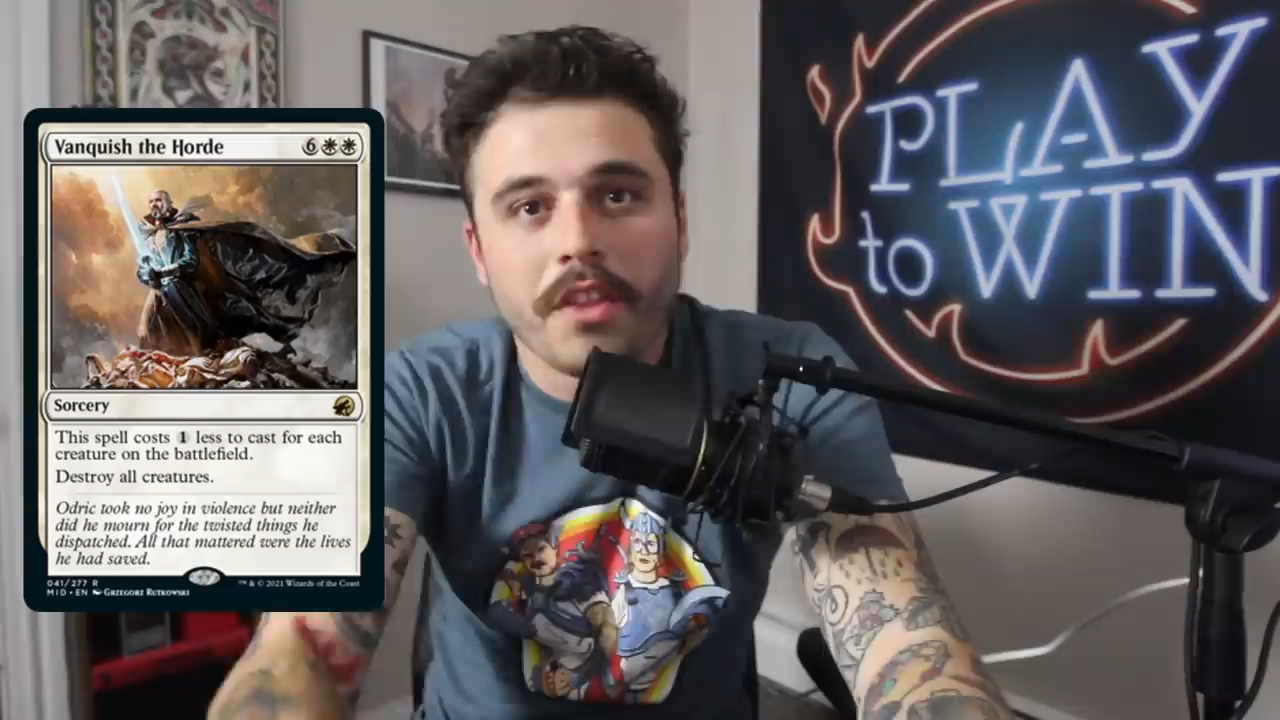 Vanquish the Horde 6
Sorcery
This spell costs 1 less to cast for each
creature on the battlefield.
Destroy all creatures.
Odric took no joy in violence but neither
did he mourn for the twisted things he
dispatched. All that mattered were the lives
he had saved.
041/277 R
MID • EN GRZEGORZ RUTKOWSKI
™ & © 2021 Wizards of the Coast
PLAY
to WIN